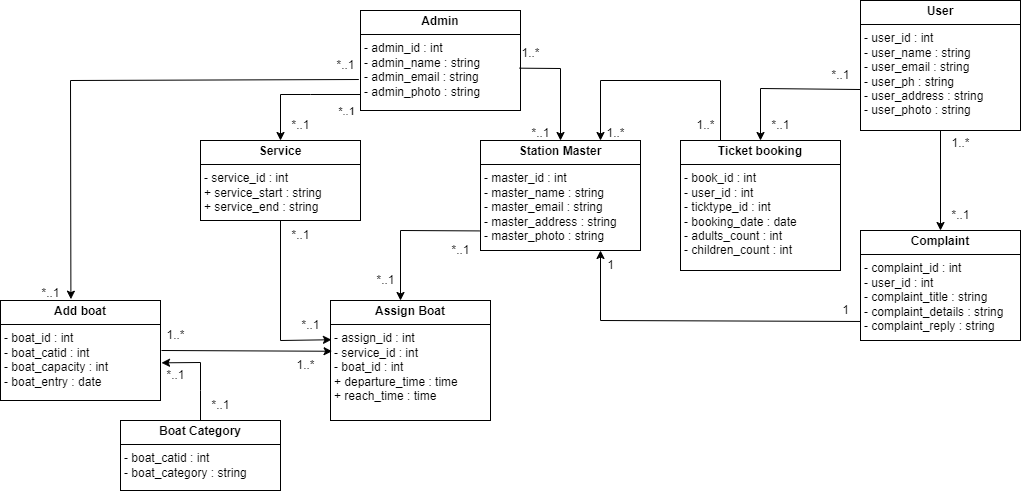 Admin
- admin_id : int
- admin_name : string
- admin_email : string
- admin_photo : string
User
- user_id : int
- user_name : string
- user_email : string
- user_ph : string
- user_address : string
- user_photo : string
*..1
1..*
*..1
*..1
*..1
*..1
1..*
1..*
*..1
1..*
Service
- service_id : int
+ service_start : string
+ service_end : string
Station Master
- master_id : int
- master_name : string
- master_email : string
- master_address : string
- master_photo : string
Ticket booking
- book_id : int
- user_id : int
- ticktype_id : int
- booking_date : date
- adults_count : int
- children_count : int
*..1
*..1
*..1
1
*..1
*..1
Complaint
- complaint_id : int
- user_id : int
- complaint_title : string
- complaint_details : string
- complaint_reply : string
1
Add boat
- boat_id : int
- boat_catid : int
- boat_capacity : int
- boat_entry : date
*..1
1..*
1..*
*..1
Assign Boat
- assign_id : int
- service_id : int
- boat_id : int
+ departure_time : time
+ reach_time : time
*..1
Boat Category
- boat_catid : int
- boat_category : string